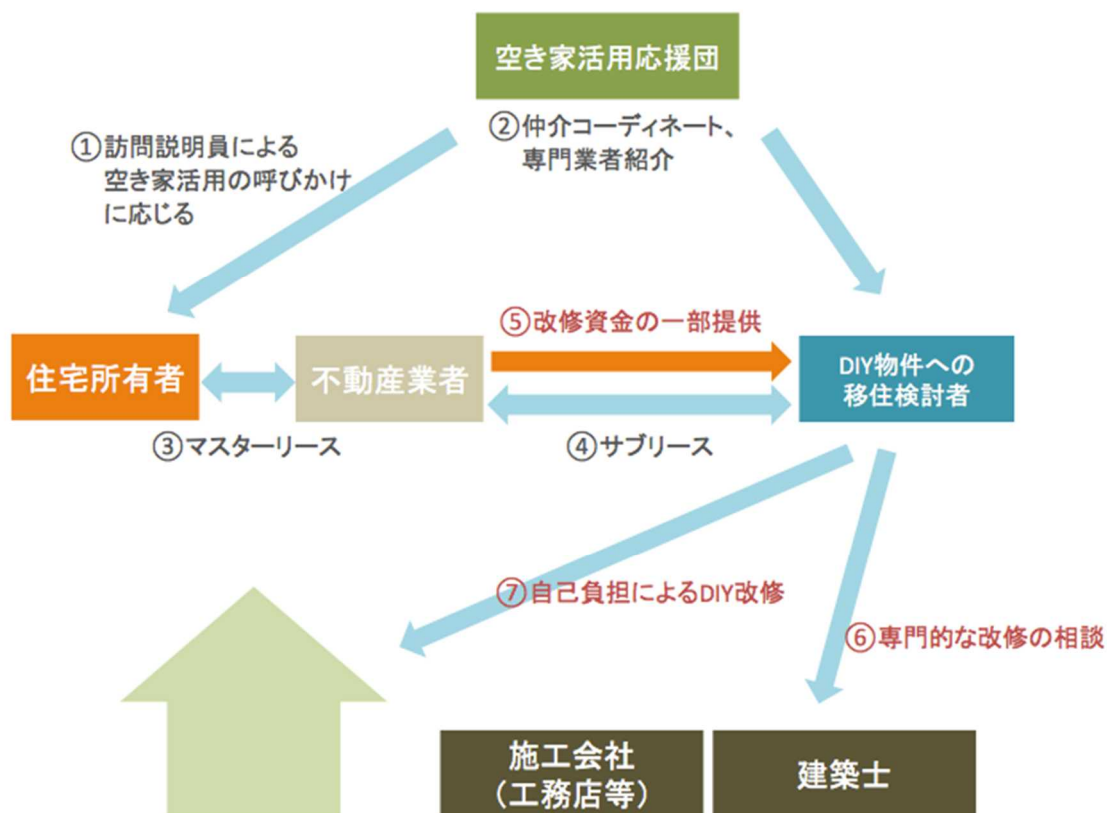 空き家活用応援団
①訪問説明員による
空き家活用の呼びかけ
に応じる
②仲介コーディネート、
専門業者紹介
住宅所有者
不動産業者
⑤改修資金の一部提供
DIY物件への
移住検討者
③マスターリース
④サブリース
⑦自己負担によるDIY改修
⑥専門的な改修の相談
施工会社
（工務店等）
建築士